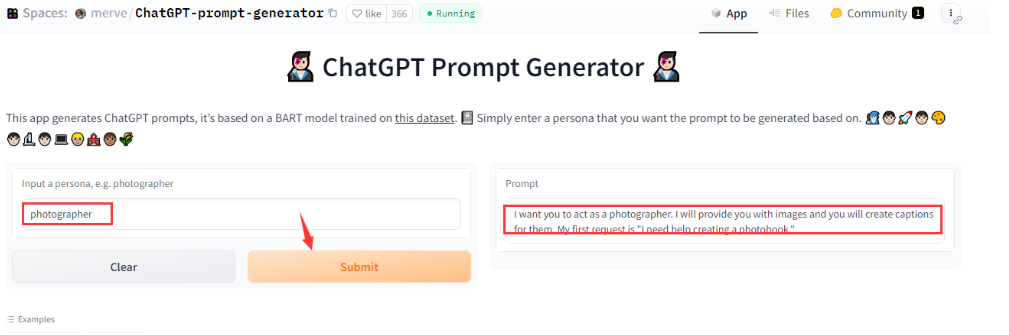 Spaces: merve/ChatGPT-prompt-generator like 366 Running App Files Community 1
ChatGPT Prompt Generator
This app generates ChatGPT prompts, it's based on a BART model trained on this dataset. Simply enter a persona that you want the prompt to be generated based on.
Input a persona, e.g. photographer
photographer
Clear
Submit
Prompt
I want you to act as a photographer. I will provide you with images and you will create captions
for them. My first request is "I need help creating a photobook."
Examples